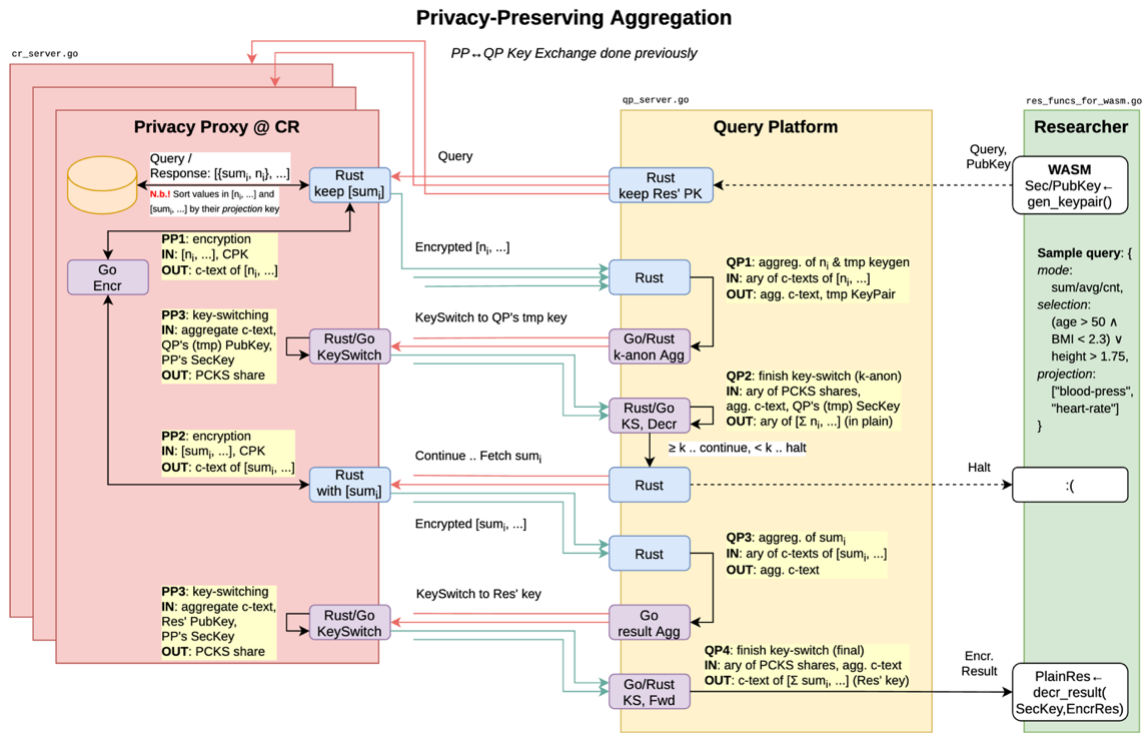 Privacy-Preserving Aggregation
PP↔QP Key Exchange done previously
cr_server.go
qp_server.go
res_funcs_for_wasm.go
Privacy Proxy @ CR
Query Platform
Researcher
Query /
Response: [{sumi, ni}, ...]
N.b.! Sort values in [ni, ...] and
[sumi, ...] by their projection key
Rust
keep [sumi]
Query
Rust
keep Res' PK
Query,
PubKey
WASM
Sec/PubKey←
gen_keypair()
PP1: encryption
IN: [ni, ...], CPK
OUT: c-text of [ni, ...]
Go
Encr
Encrypted [ni, ...]
Rust
QP1: aggreg. of ni & tmp keygen
IN: ary of c-texts of [ni, ...]
OUT: agg. c-text, tmp KeyPair
Sample query: {
mode:
sum/avg/cnt,
selection:
(age > 50 ∧
BMI < 2.3) ∨
height > 1.75,
projection:
["blood-press",
"heart-rate"]
}
PP3: key-switching
IN: aggregate c-text,
QP's (tmp) PubKey,
PP's SecKey
OUT: PCKS share
Rust/Go
KeySwitch
KeySwitch to QP's tmp key
Go/Rust
k-anon Agg
QP2: finish key-switch (k-anon)
IN: ary of PCKS shares,
agg. c-text, QP's (tmp) SecKey
OUT: ary of [Σ ni, ...] (in plain)
Rust/Go
KS, Decr
≥ k .. continue, < k .. halt
PP2: encryption
IN: [sumi, ...], CPK
OUT: c-text of [sumi, ...]
Rust
with [sumi]
Continue .. Fetch sumi
Rust
Halt
:(
Encrypted [sumi, ...]
Rust
QP3: aggreg. of sumi
IN: ary of c-texts of [sumi, ...]
OUT: agg. c-text
PP3: key-switching
IN: aggregate c-text,
Res' PubKey,
PP's SecKey
OUT: PCKS share
Rust/Go
KeySwitch
KeySwitch to Res' key
Go
result Agg
QP4: finish key-switch (final)
IN: ary of PCKS shares, agg. c-text
OUT: c-text of [Σ sumi, ...] (Res' key)
Go/Rust
KS, Fwd
Encr.
Result
PlainRes←
decr_result(
SecKey,EncrRes)